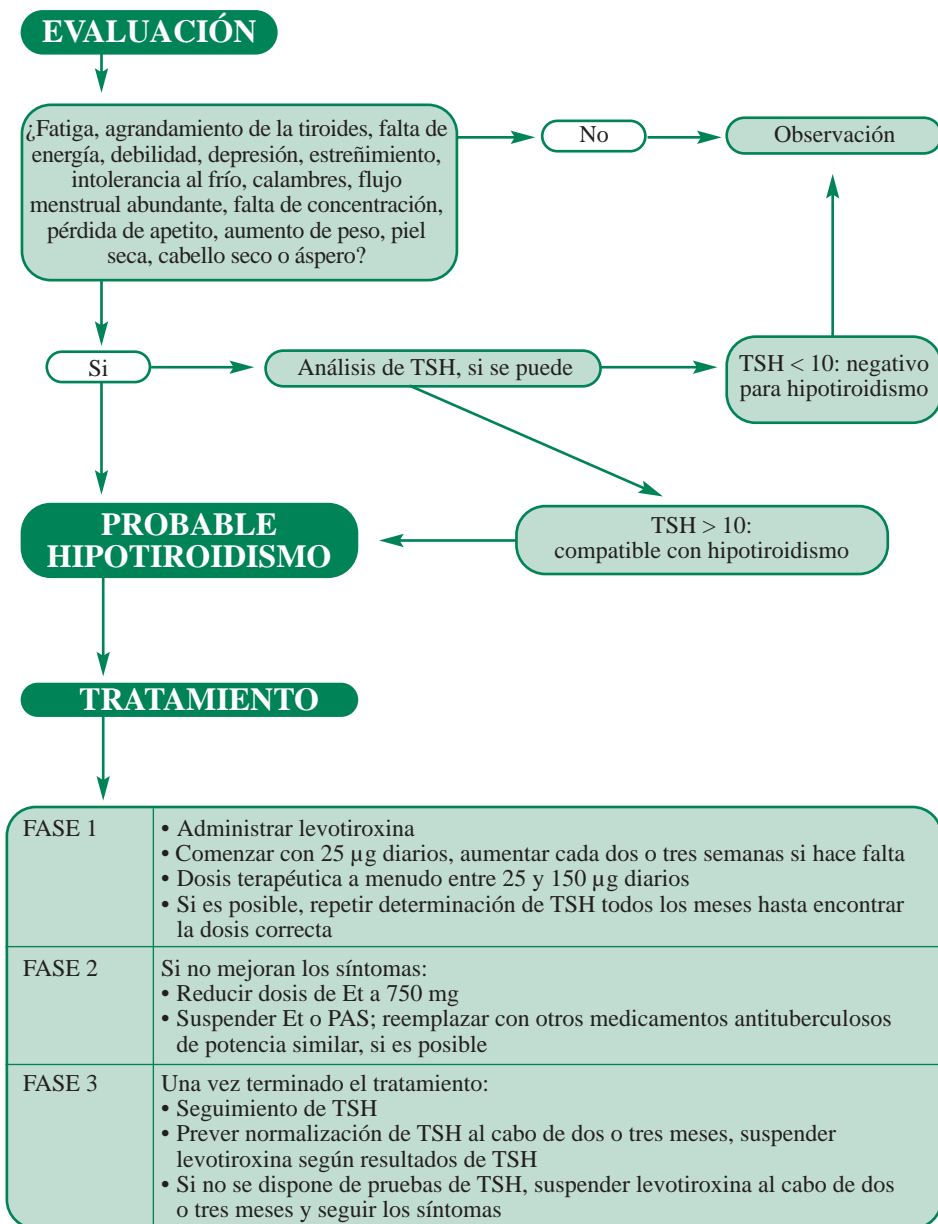 EVALUACIÓN
¿Fatiga, agrandamiento de la tiroides, falta de
energía, debilidad, depresión, estreñimiento,
intolerancia al frío, calambres, flujo
menstrual abundante, falta de concentración,
pérdida de apetito, aumento de peso, piel
seca, cabello seco o áspero?
No
Observación
Si
Análisis de TSH, si se puede
TSH < 10: negativo
para hipotiroidismo
PROBABLE
HIPOTIROIDISMO
TSH > 10:
compatible con hipotiroidismo
TRATAMIENTO
FASE 1
• Administrar levotiroxina
• Comenzar con 25 µg diarios, aumentar cada dos o tres semanas si hace falta
• Dosis terapéutica a menudo entre 25 y 150 µg diarios
• Si es posible, repetir determinación de TSH todos los meses hasta encontrar
la dosis correcta
FASE 2
Si no mejoran los síntomas:
• Reducir dosis de Et a 750 mg
• Suspender Et o PAS; reemplazar con otros medicamentos antituberculosos
de potencia similar, si es posible
FASE 3
Una vez terminado el tratamiento:
• Seguimiento de TSH
• Prever normalización de TSH al cabo de dos o tres meses, suspender
levotiroxina según resultados de TSH
• Si no se dispone de pruebas de TSH, suspender levotiroxina al cabo de dos
o tres meses y seguir los síntomas